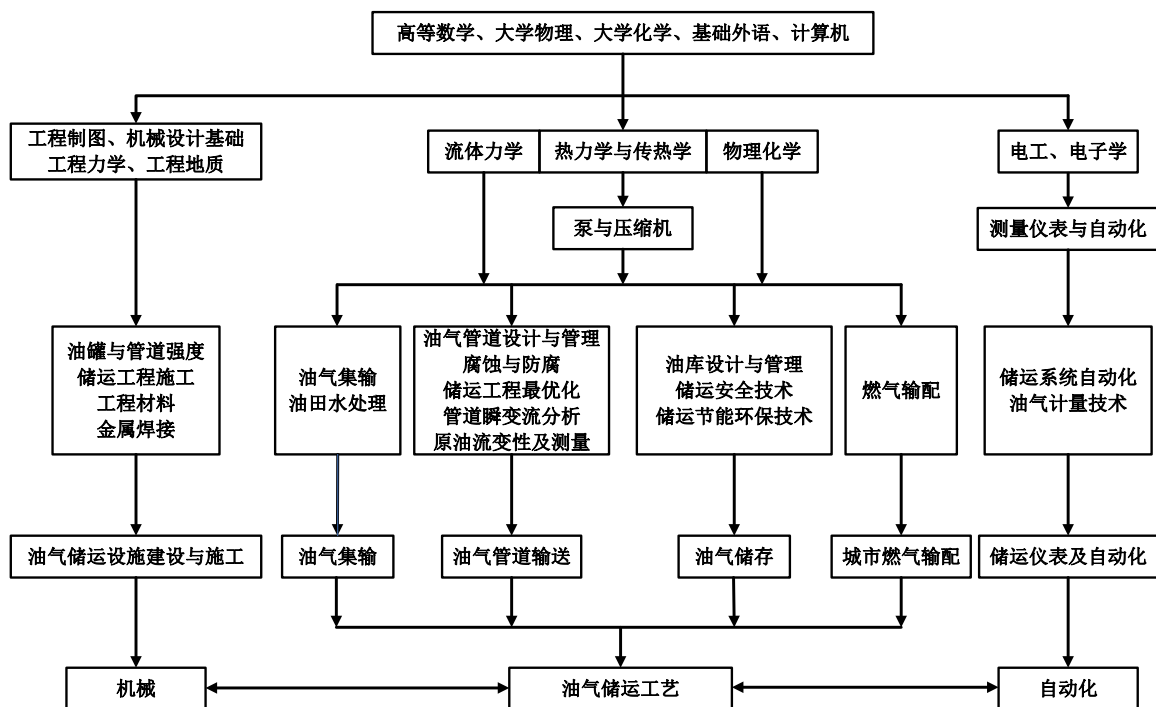 高等数学、大学物理、大学化学、基础外语、计算机
工程制图、机械设计基础
工程力学、工程地质
流体力学
热力学与传热学
物理化学
电工、电子学
泵与压缩机
测量仪表与自动化
油罐与管道强度
储运工程施工
工程材料
金属焊接
油气集输
油田水处理
油气管道设计与管理
腐蚀与防腐
储运工程最优化
管道瞬变流分析
原油流变性及测量
油库设计与管理
储运安全技术
储运节能环保技术
燃气输配
储运系统自动化
油气计量技术
油气储运设施建设与施工
油气集输
油气管道输送
油气储存
城市燃气输配
储运仪表及自动化
机械
油气储运工艺
自动化